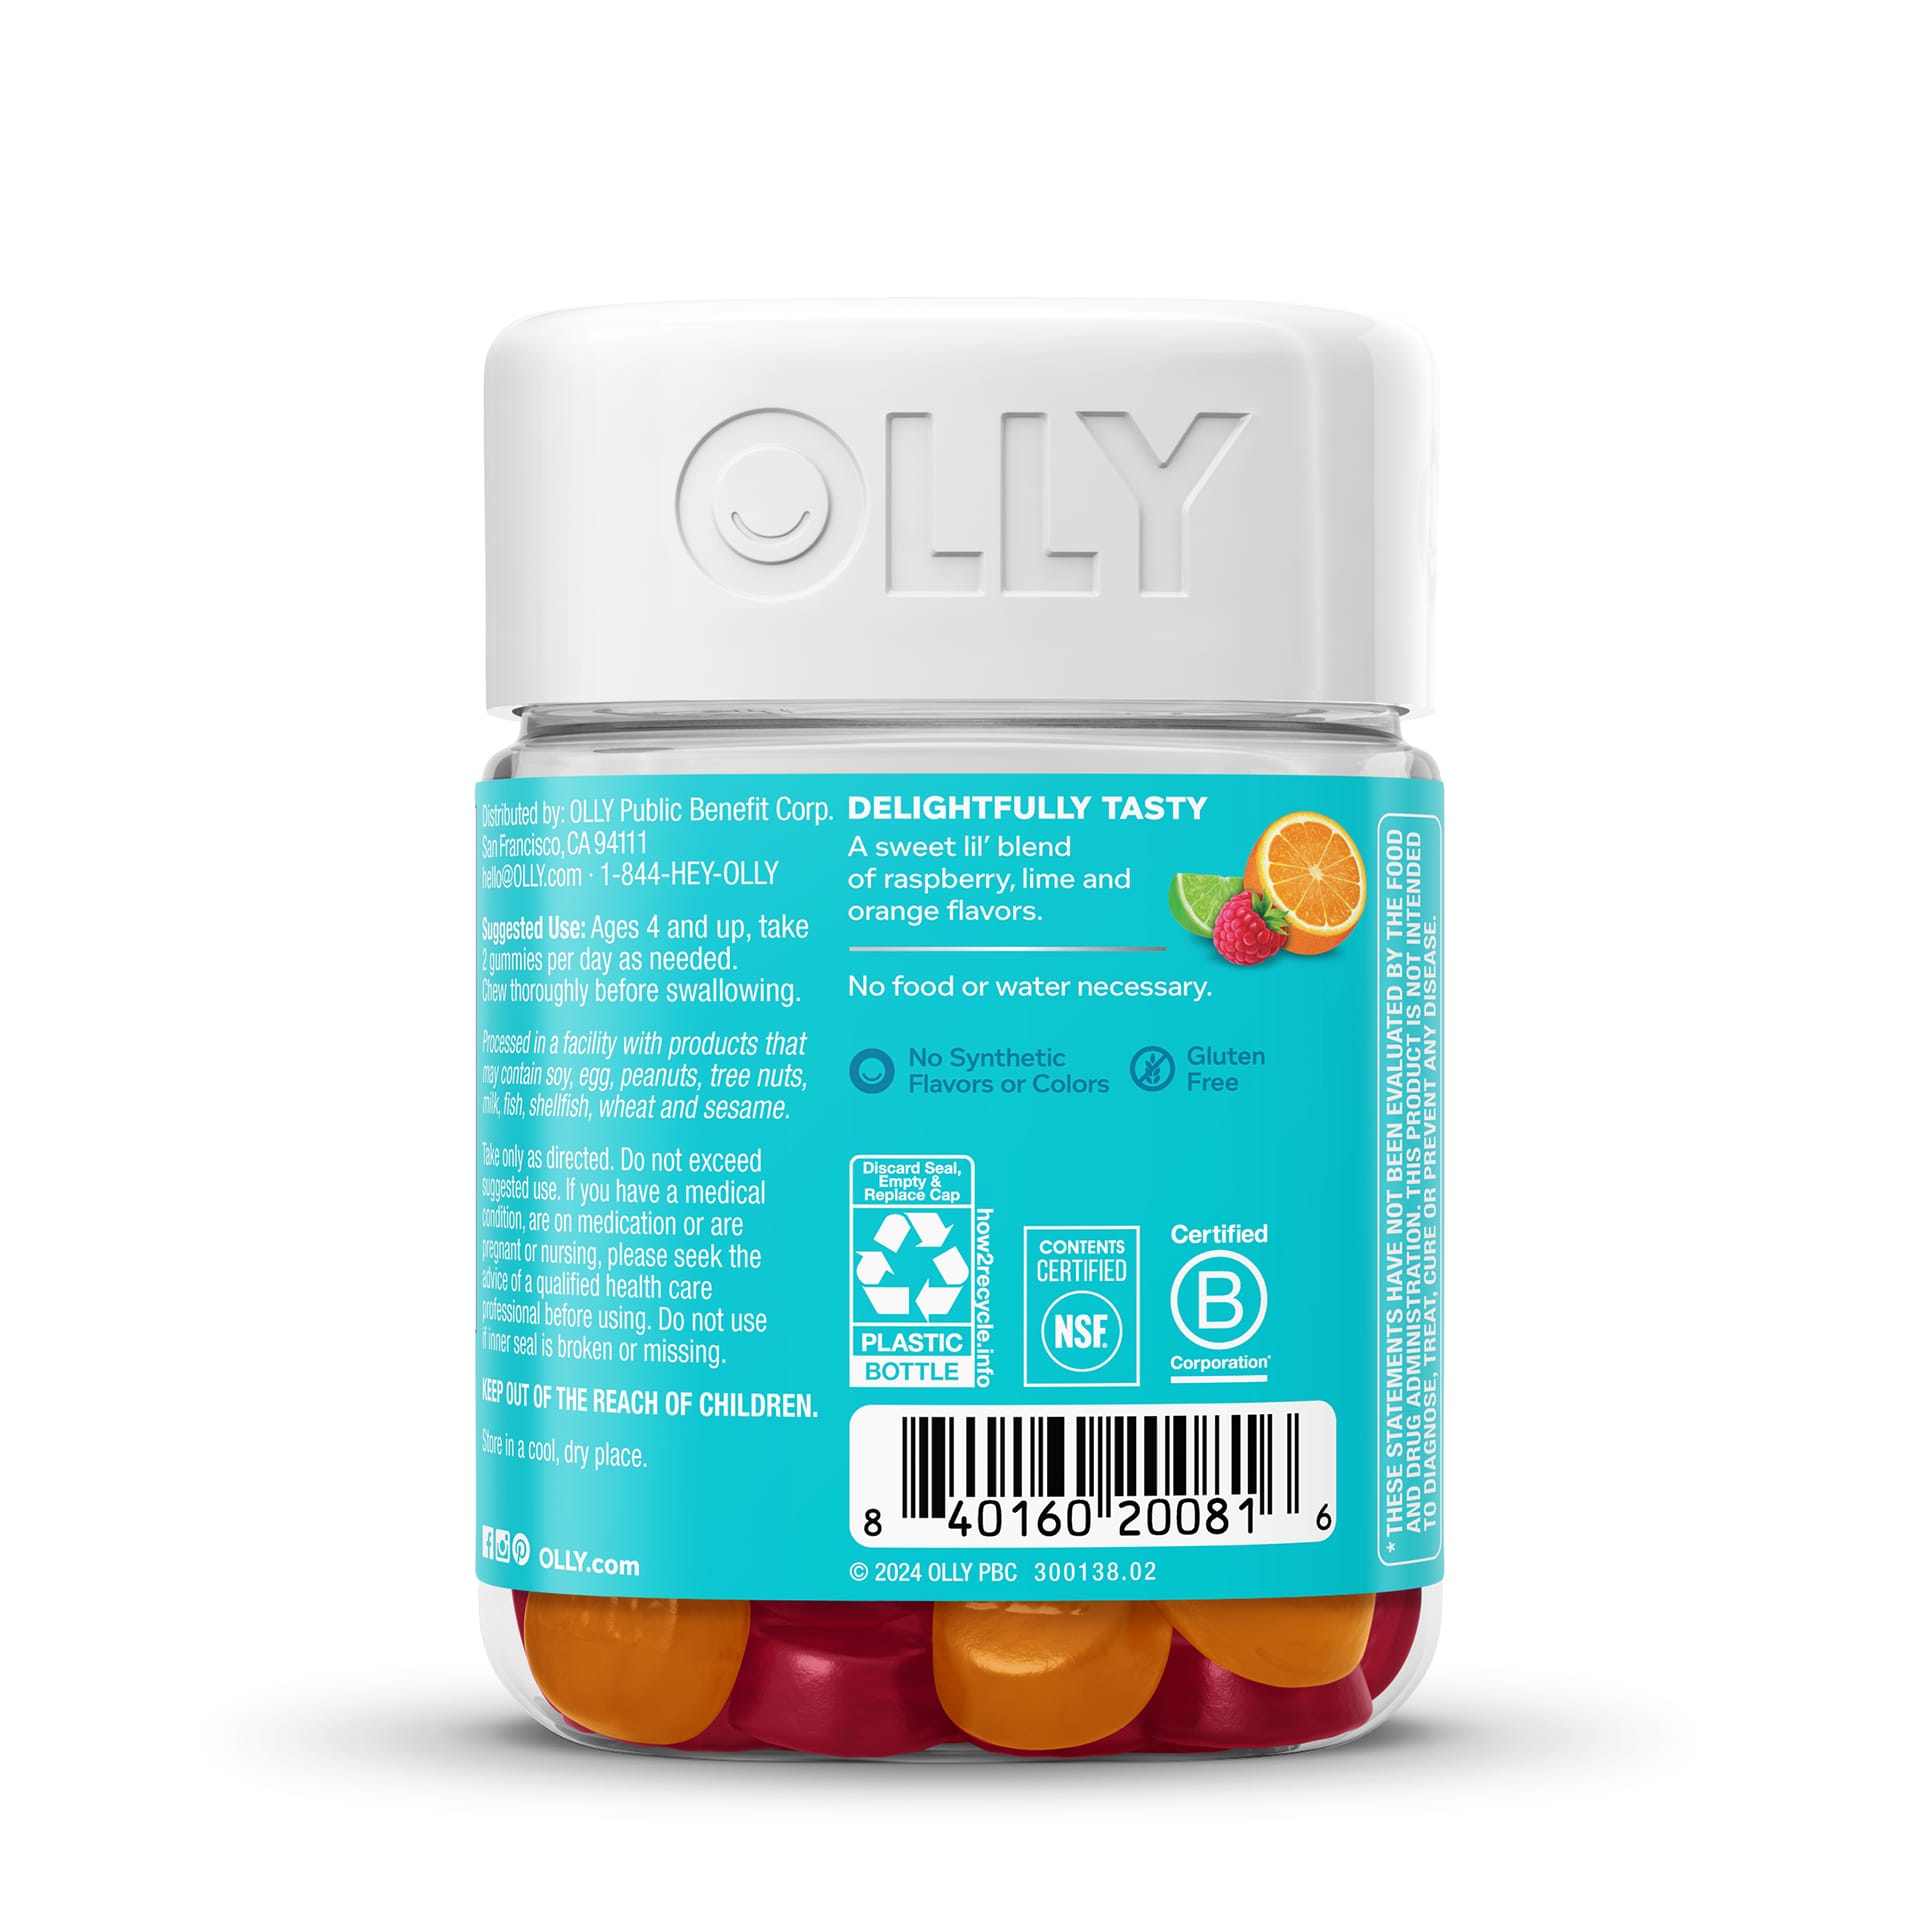 OLLY
Distributed by: OLLY Public Benefit Corp.
San Francisco, CA 94111
hello@OLLY.com · 1-844-HEY-OLLY
Suggested Use: Ages 4 and up, take
2 gummies per day as needed.
Chew thoroughly before swallowing.
Processed in a facility with products that
may contain soy, egg, peanuts, tree nuts,
milk, fish, shellfish, wheat and sesame.
Take only as directed. Do not exceed
suggested use. If you have a medical
condition, are on medication or are
pregnant or nursing, please seek the
advice of a qualified health care
professional before using. Do not use
if inner seal is broken or missing.
KEEP OUT OF THE REACH OF CHILDREN.
Store in a cool, dry place.
OLLY.com
DELIGHTFULLY TASTY
A sweet lil’ blend
of raspberry, lime and
orange flavors.
No food or water necessary.
No Synthetic
Flavors or Colors
Gluten
Free
Discard Seal,
Empty &
Replace Cap
PLASTIC
BOTTLE
how2recycle.info
CONTENTS
CERTIFIED
NSF®
Certified
B
Corporation®
8 40160 20081 6
© 2024 OLLY PBC 300138.02
* THESE STATEMENTS HAVE NOT BEEN EVALUATED BY THE FOOD
AND DRUG ADMINISTRATION. THIS PRODUCT IS NOT INTENDED
TO DIAGNOSE, TREAT, CURE OR PREVENT ANY DISEASE.